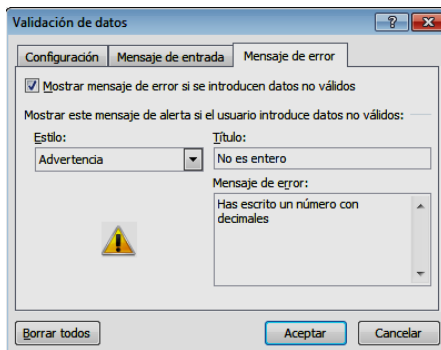 Validación de datos
Configuración Mensaje de entrada Mensaje de error
Mostrar mensaje de error si se introducen datos no válidos
Mostrar este mensaje de alerta si el usuario introduce datos no válidos:
Estilo: Título:
Advertencia No es entero
Mensaje de error:
Has escrito un número con
decimales
Borrar todos Aceptar Cancelar